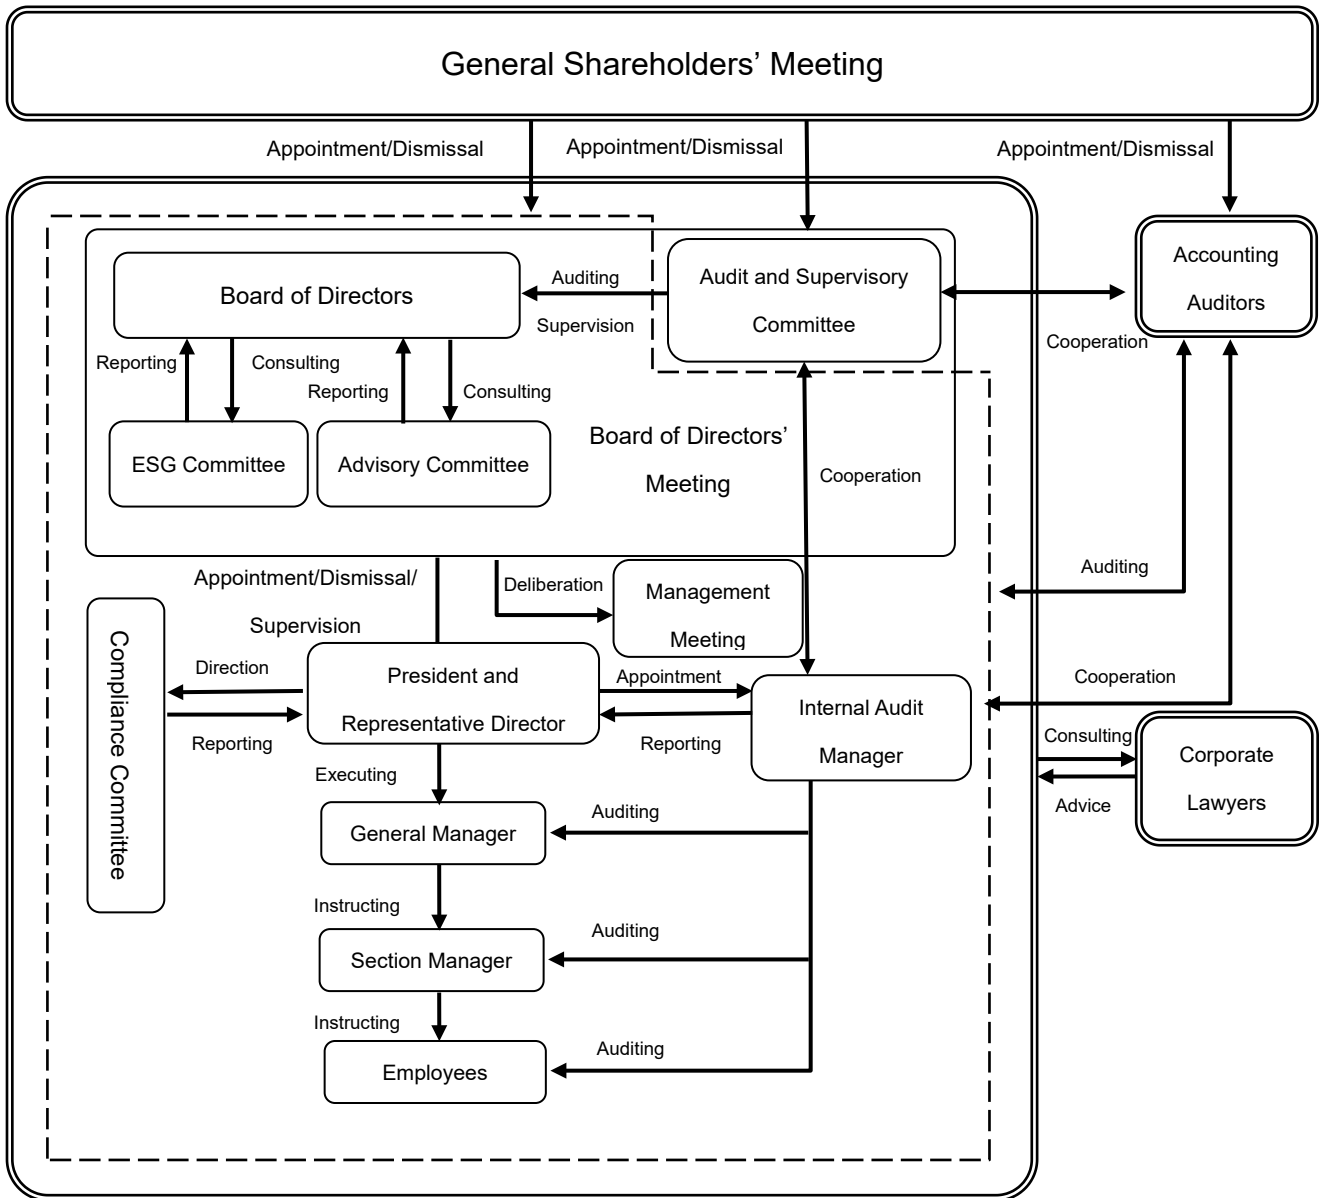 General Shareholders’ Meeting
Appointment/Dismissal
Appointment/Dismissal
Appointment/Dismissal
Board of Directors
Auditing
Supervision
Audit and Supervisory
Committee
Accounting
Auditors
Cooperation
Reporting
Consulting
Reporting
Consulting
ESG Committee
Advisory Committee
Board of Directors’
Meeting
Cooperation
Appointment/Dismissal/
Supervision
Deliberation
Management
Meeting
Auditing
Compliance Committee
Direction
Reporting
President and
Representative Director
Appointment
Reporting
Internal Audit
Manager
Cooperation
Consulting
Advice
Corporate
Lawyers
Executing
General Manager
Auditing
Instructing
Section Manager
Auditing
Instructing
Employees
Auditing